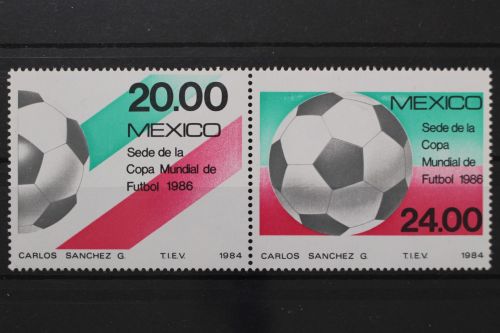 20.00
MEXICO
Sede de la
Copa Mundial de
Futbol 1986
CARLOS SANCHEZ G. T.I.E.V. 1984
MEXICO
Sede de la
Copa
Mundial de
Futbol 1986
24.00
CARLOS SANCHEZ G. T.I.E.V. 1984